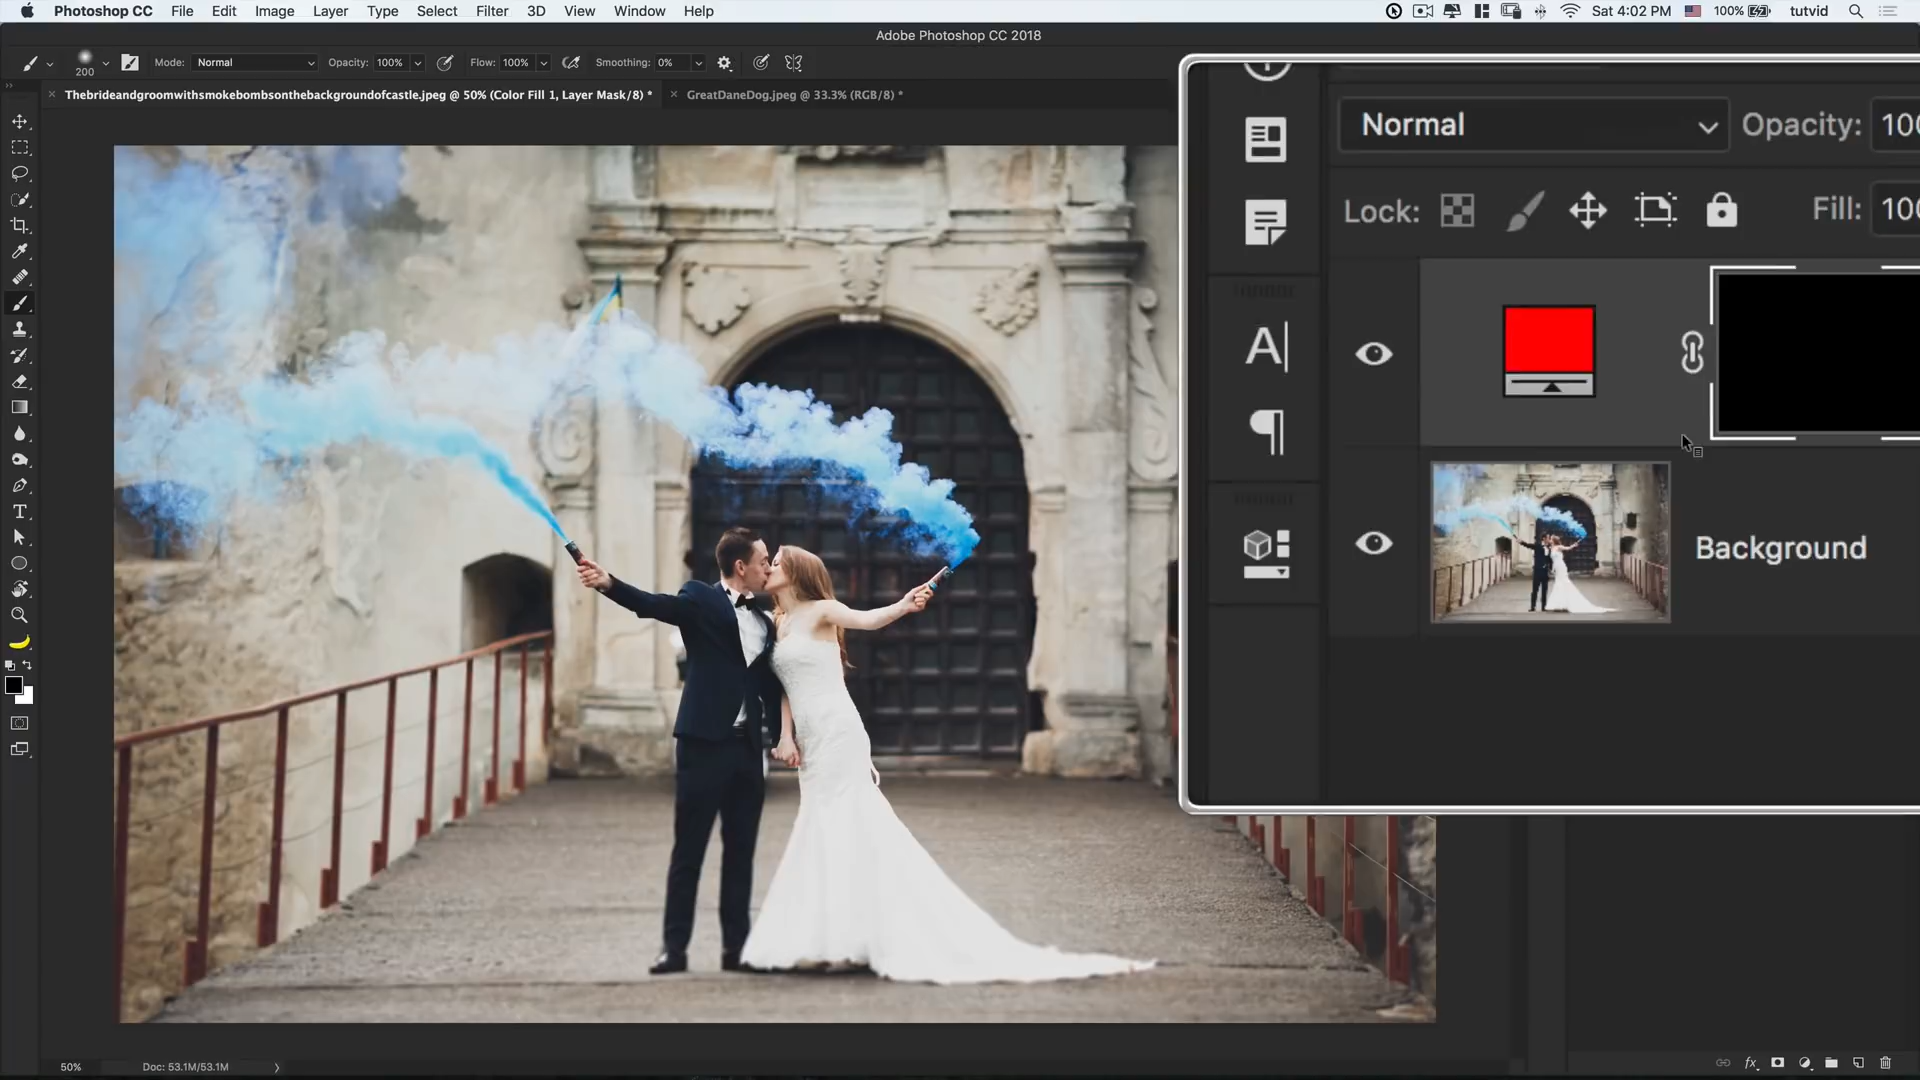 Photoshop CC File Edit Image Layer Type Select Filter 3D View Window Help Sat 4:02 PM 100% tutvid
Adobe Photoshop CC 2018
200 Mode: Normal Opacity: 100% Flow: 100% Smoothing: 0%
Thebrideandgroomwithsmokebombsonthebackgroundofcastle.jpeg @ 50% (Color Fill 1, Layer Mask/8) * GreatDaneDog.jpeg @ 33.3% (RGB/8) *
Normal Opacity: 100
Lock: Fill: 100
Background
50% Doc: 53.1M/53.1M